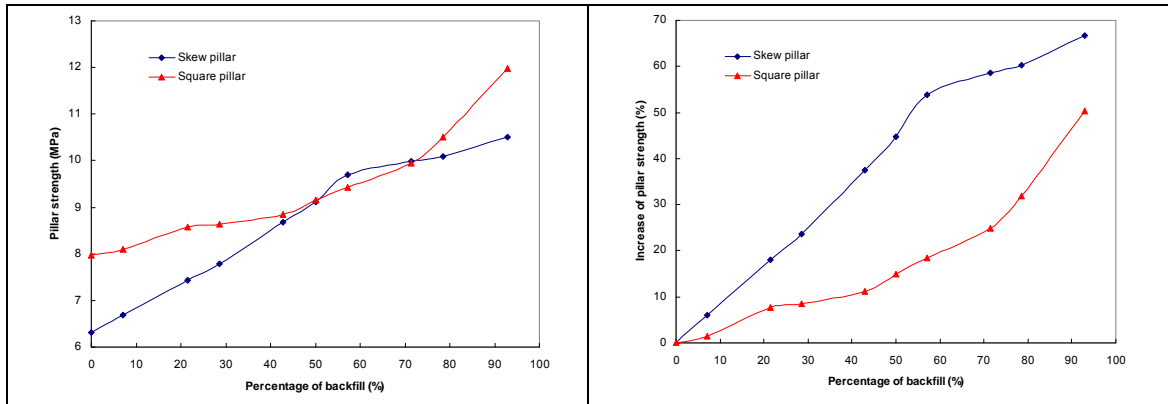 13
12
11
10
9
8
7
6
Pillar strength (MPa)
Skew pillar
Square pillar
0 10 20 30 40 50 60 70 80 90 100
Percentage of backfill (%)
70
60
50
40
30
20
10
0
Increase of pillar strength (%)
Skew pillar
Square pillar
0 10 20 30 40 50 60 70 80 90 100
Percentage of backfill (%)